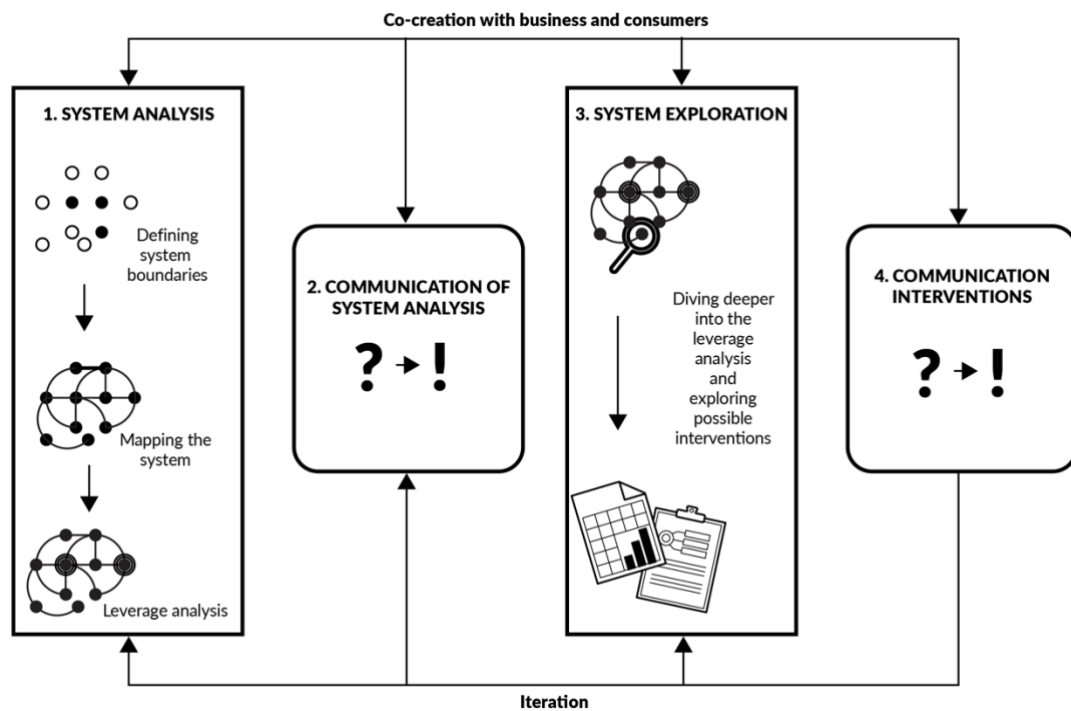 Co-creation with business and consumers
1. SYSTEM ANALYSIS
Defining
system
boundaries
Mapping the
system
Leverage analysis
2. COMMUNICATION OF
SYSTEM ANALYSIS
? !
3. SYSTEM EXPLORATION
Diving deeper
into the
leverage
analysis
and
exploring
possible
interventions
4. COMMUNICATION
INTERVENTIONS
? !
Iteration